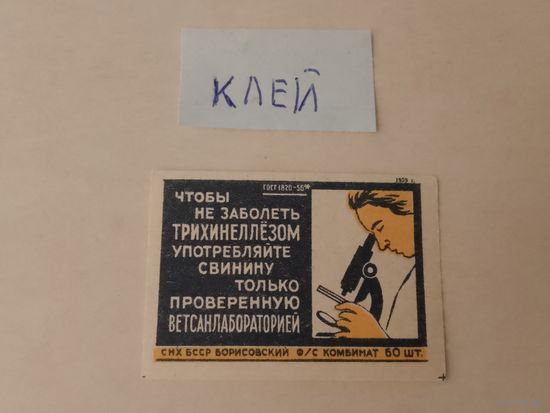 КЛЕЙ
ГОСТ 1820-56
1959 г.
ЧТОБЫ
НЕ ЗАБОЛЕТЬ
ТРИХИНЕЛЛЁЗОМ
УПОТРЕБЛЯЙТЕ
СВИНИНУ
ТОЛЬКО
ПРОВЕРЕННУЮ
ВЕТСАНЛАБОРАТОРИЕЙ
СНХ БССР БОРИСОВСКИЙ Ф/С КОМБИНАТ 60 ШТ.